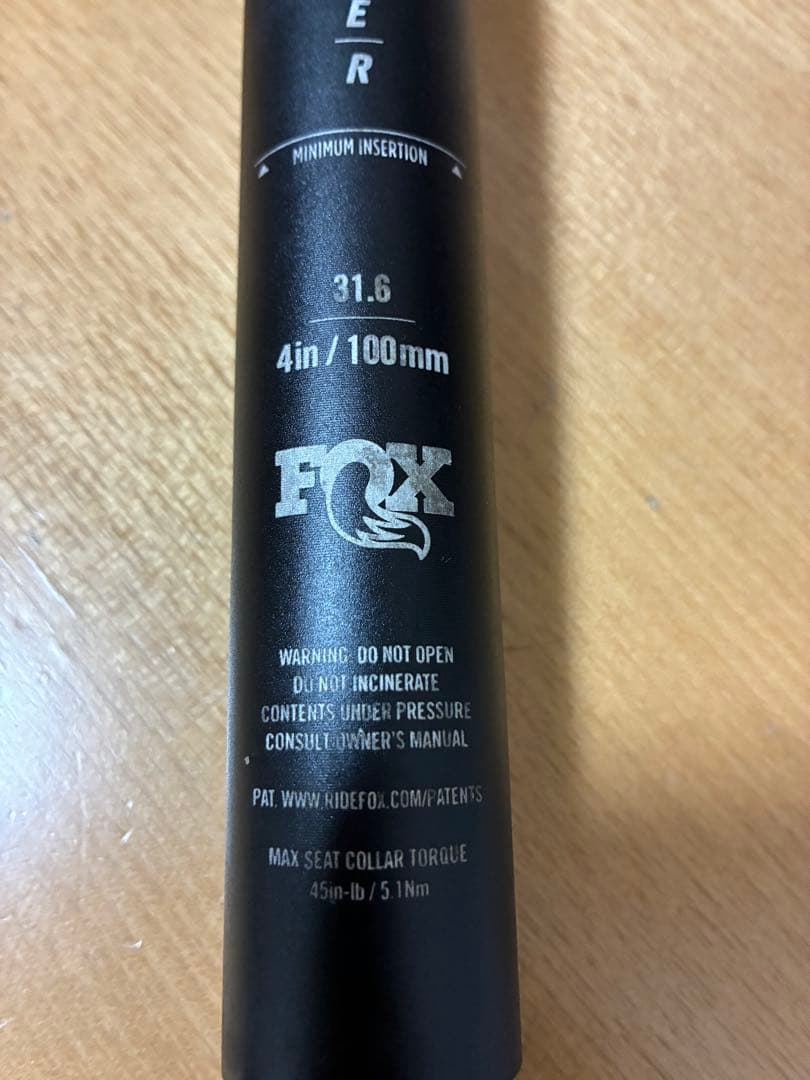 E
R
MINIMUM INSERTION
31.6
4in / 100mm
FOX
WARNING DO NOT OPEN
DO NOT INCINERATE
CONTENTS UNDER PRESSURE
CONSULT OWNER'S MANUAL
PAT. WWW.RIDEFOX.COM/PATENTS
MAX SEAT COLLAR TORQUE
45in-lb / 5.1Nm